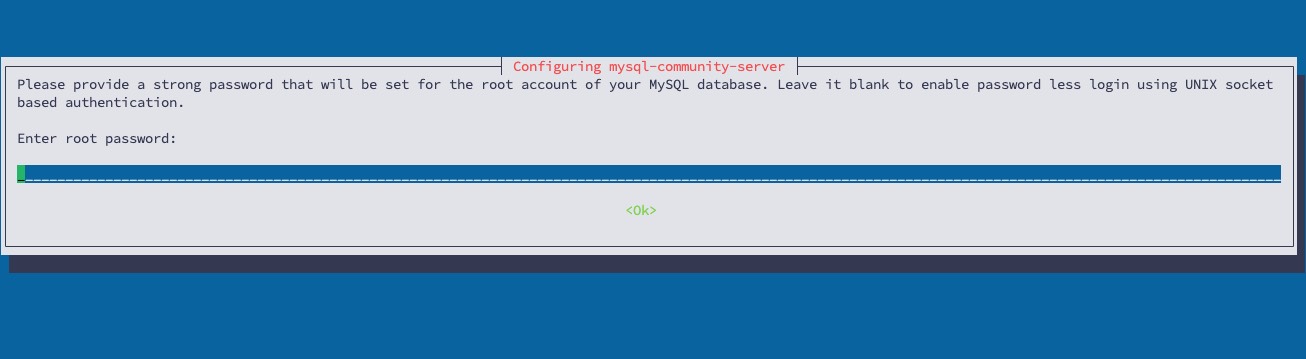 Configuring mysql-community-server
Please provide a strong password that will be set for the root account of your MySQL database. Leave it blank to enable password less login using UNIX socket
based authentication.
Enter root password:
<Ok>